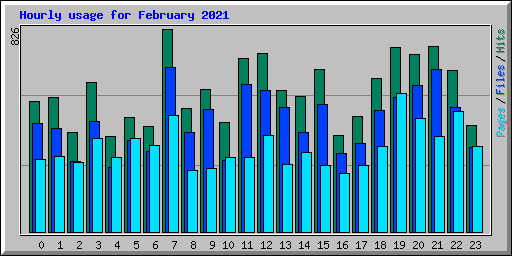 Hourly usage for February 2021
826
Pages/Files/Hits
0 1 2 3 4 5 6 7 8 9 10 11 12 13 14 15 16 17 18 19 20 21 22 23